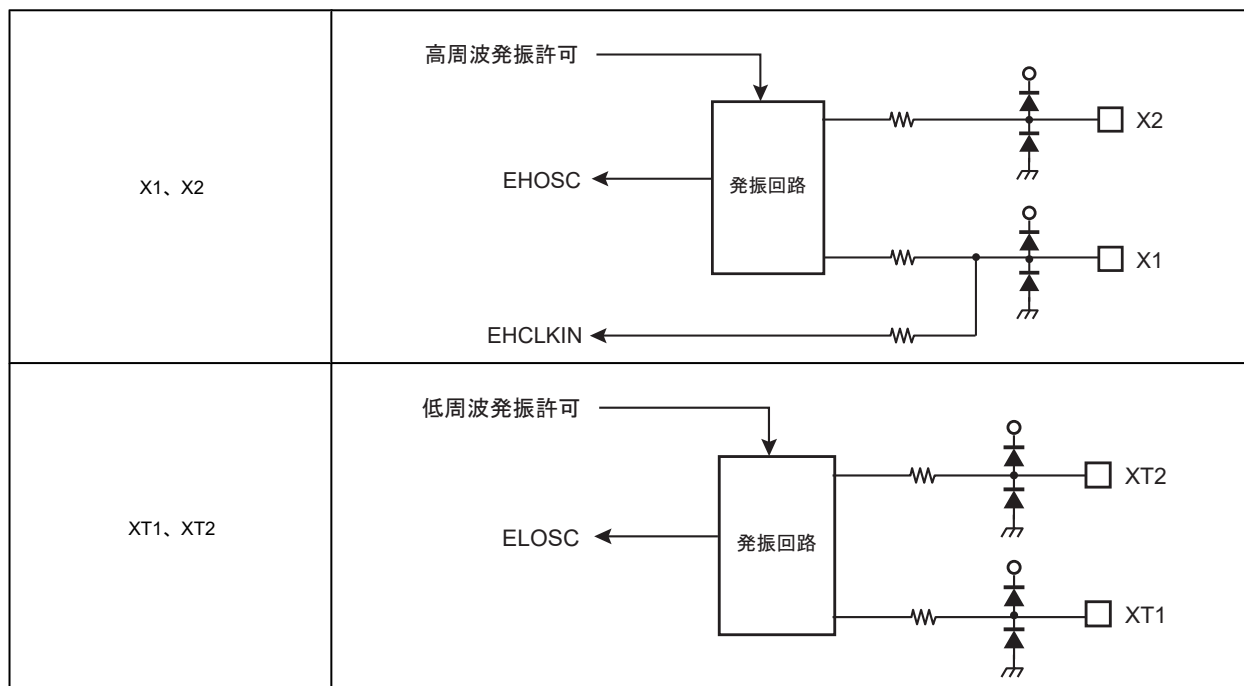 高周波発振許可
X2
X1、X2
EHOSC
発振回路
X1
EHCLKIN
低周波発振許可
XT2
XT1、XT2
ELOSC
発振回路
XT1